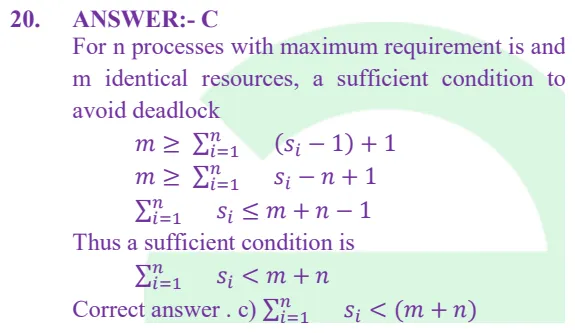 20. ANSWER:- C
For n processes with maximum requirement is and
m identical resources, a sufficient condition to
avoid deadlock
m ≥ ∑ⁿᵢ₌₁ (sᵢ − 1) + 1
m ≥ ∑ⁿᵢ₌₁ sᵢ − n + 1
∑ⁿᵢ₌₁ sᵢ ≤ m + n − 1
Thus a sufficient condition is
∑ⁿᵢ₌₁ sᵢ < m + n
Correct answer . c) ∑ⁿᵢ₌₁ sᵢ < (m + n)